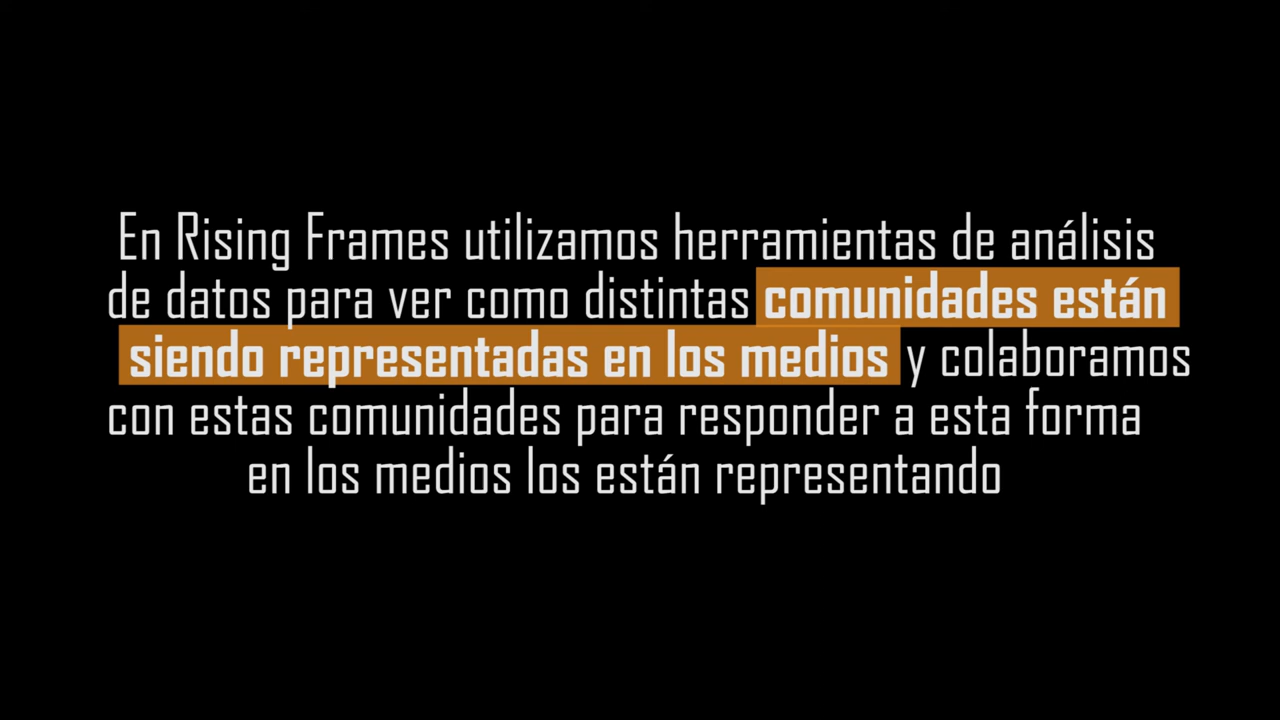 En Rising Frames utilizamos herramientas de análisis
de datos para ver como distintas comunidades están
siendo representadas en los medios y colaboramos
con estas comunidades para responder a esta forma
en los medios los están representando